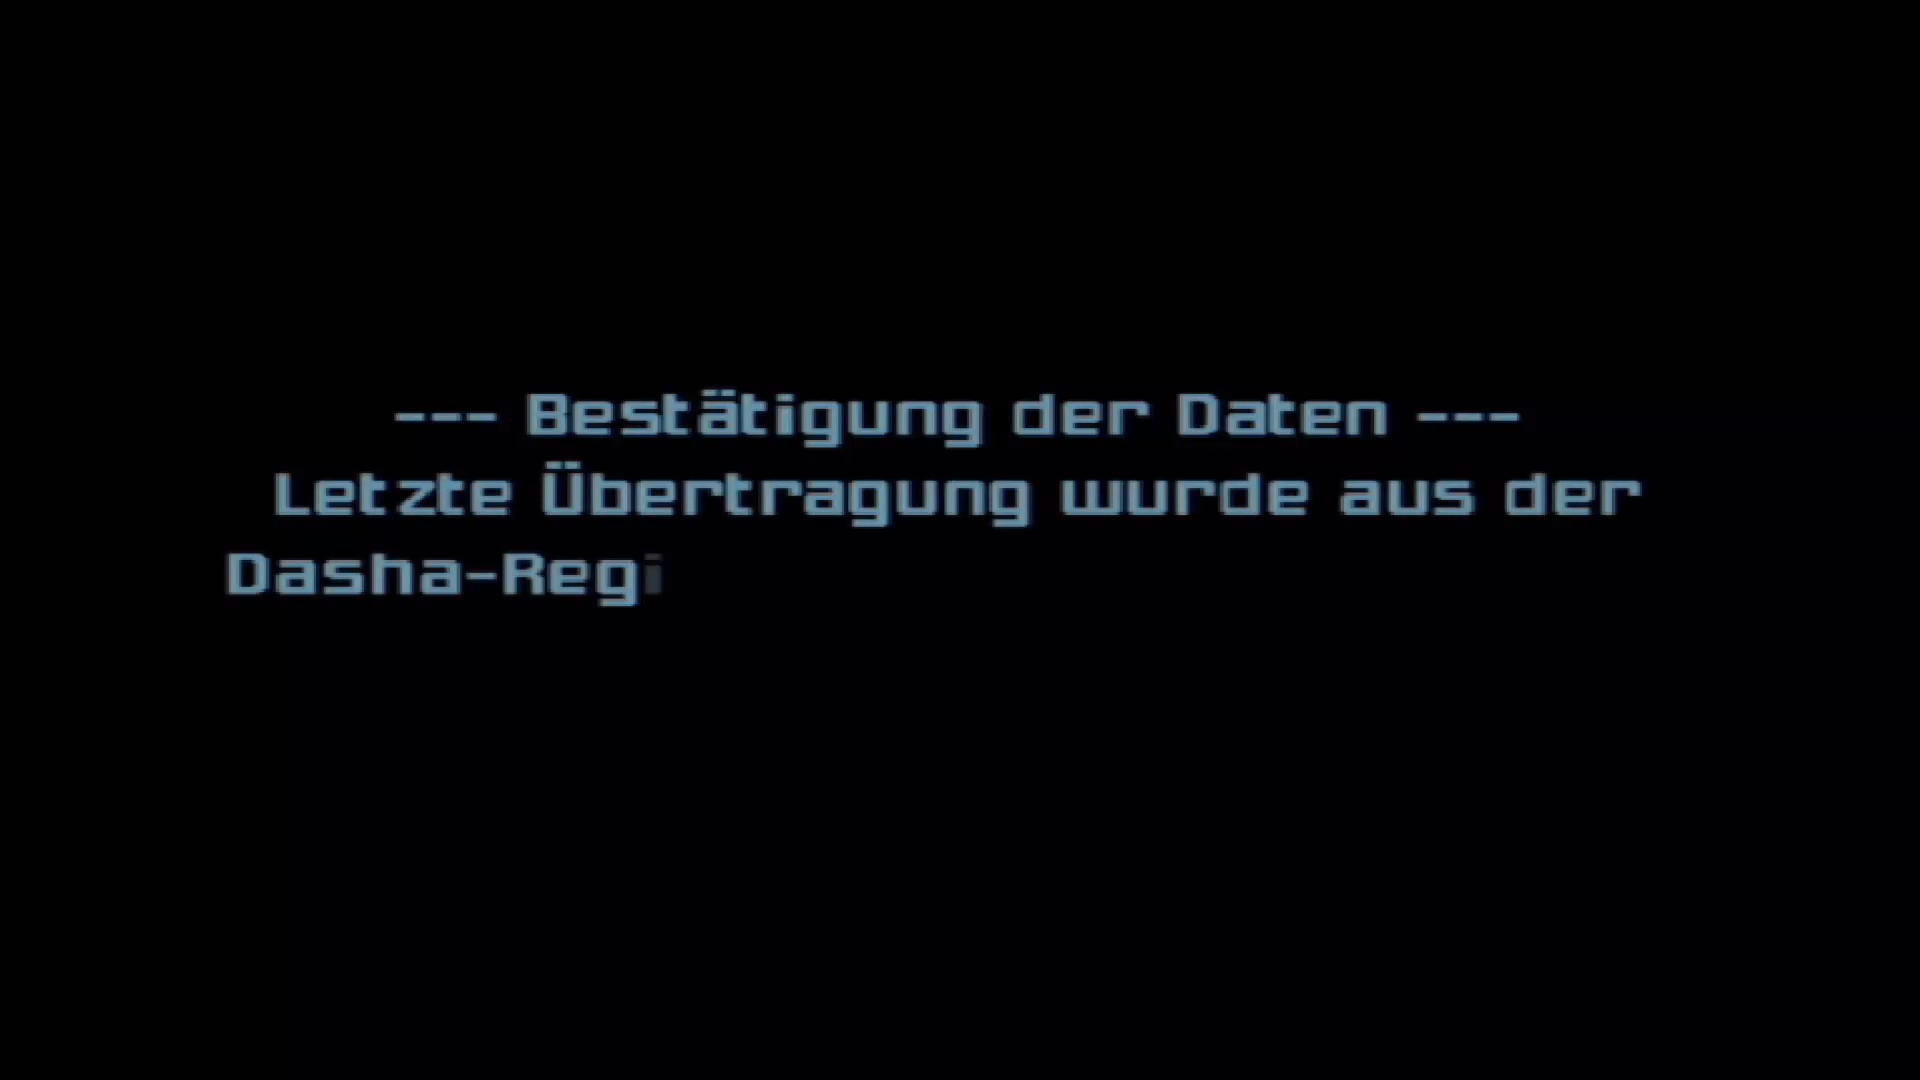 --- Bestätigung der Daten ---
Letzte Übertragung wurde aus der
Dasha-Regi